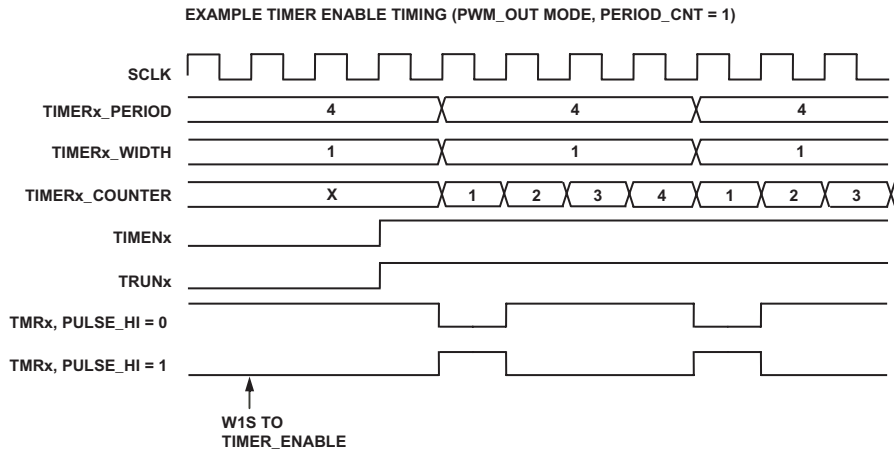 EXAMPLE TIMER ENABLE TIMING (PWM_OUT MODE, PERIOD_CNT = 1)
SCLK
TIMERx_PERIOD 4 4 4
TIMERx_WIDTH 1 1 1
TIMERx_COUNTER X 1 2 3 4 1 2 3
TIMENx
TRUNx
TMRx, PULSE_HI = 0
TMRx, PULSE_HI = 1
W1S TO
TIMER_ENABLE